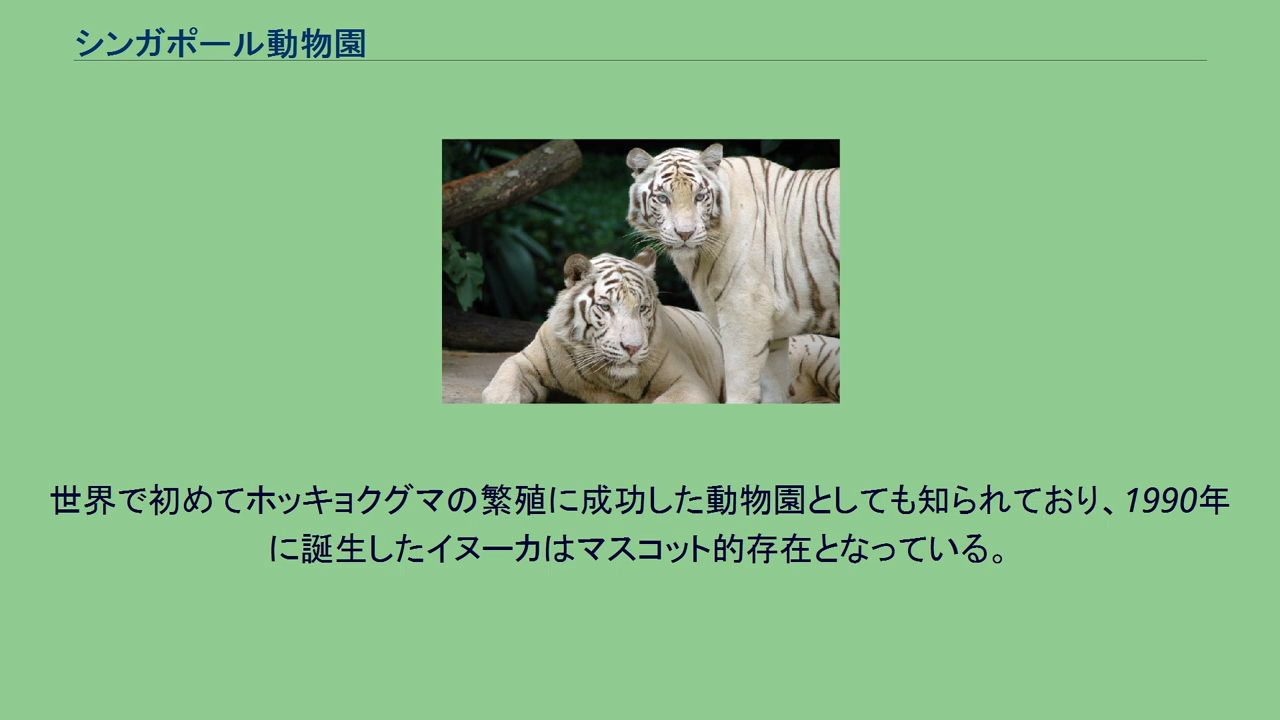 シンガポール動物園
世界で初めてホッキョクグマの繁殖に成功した動物園としても知られており、1990年
に誕生したイヌーカはマスコット的存在となっている。